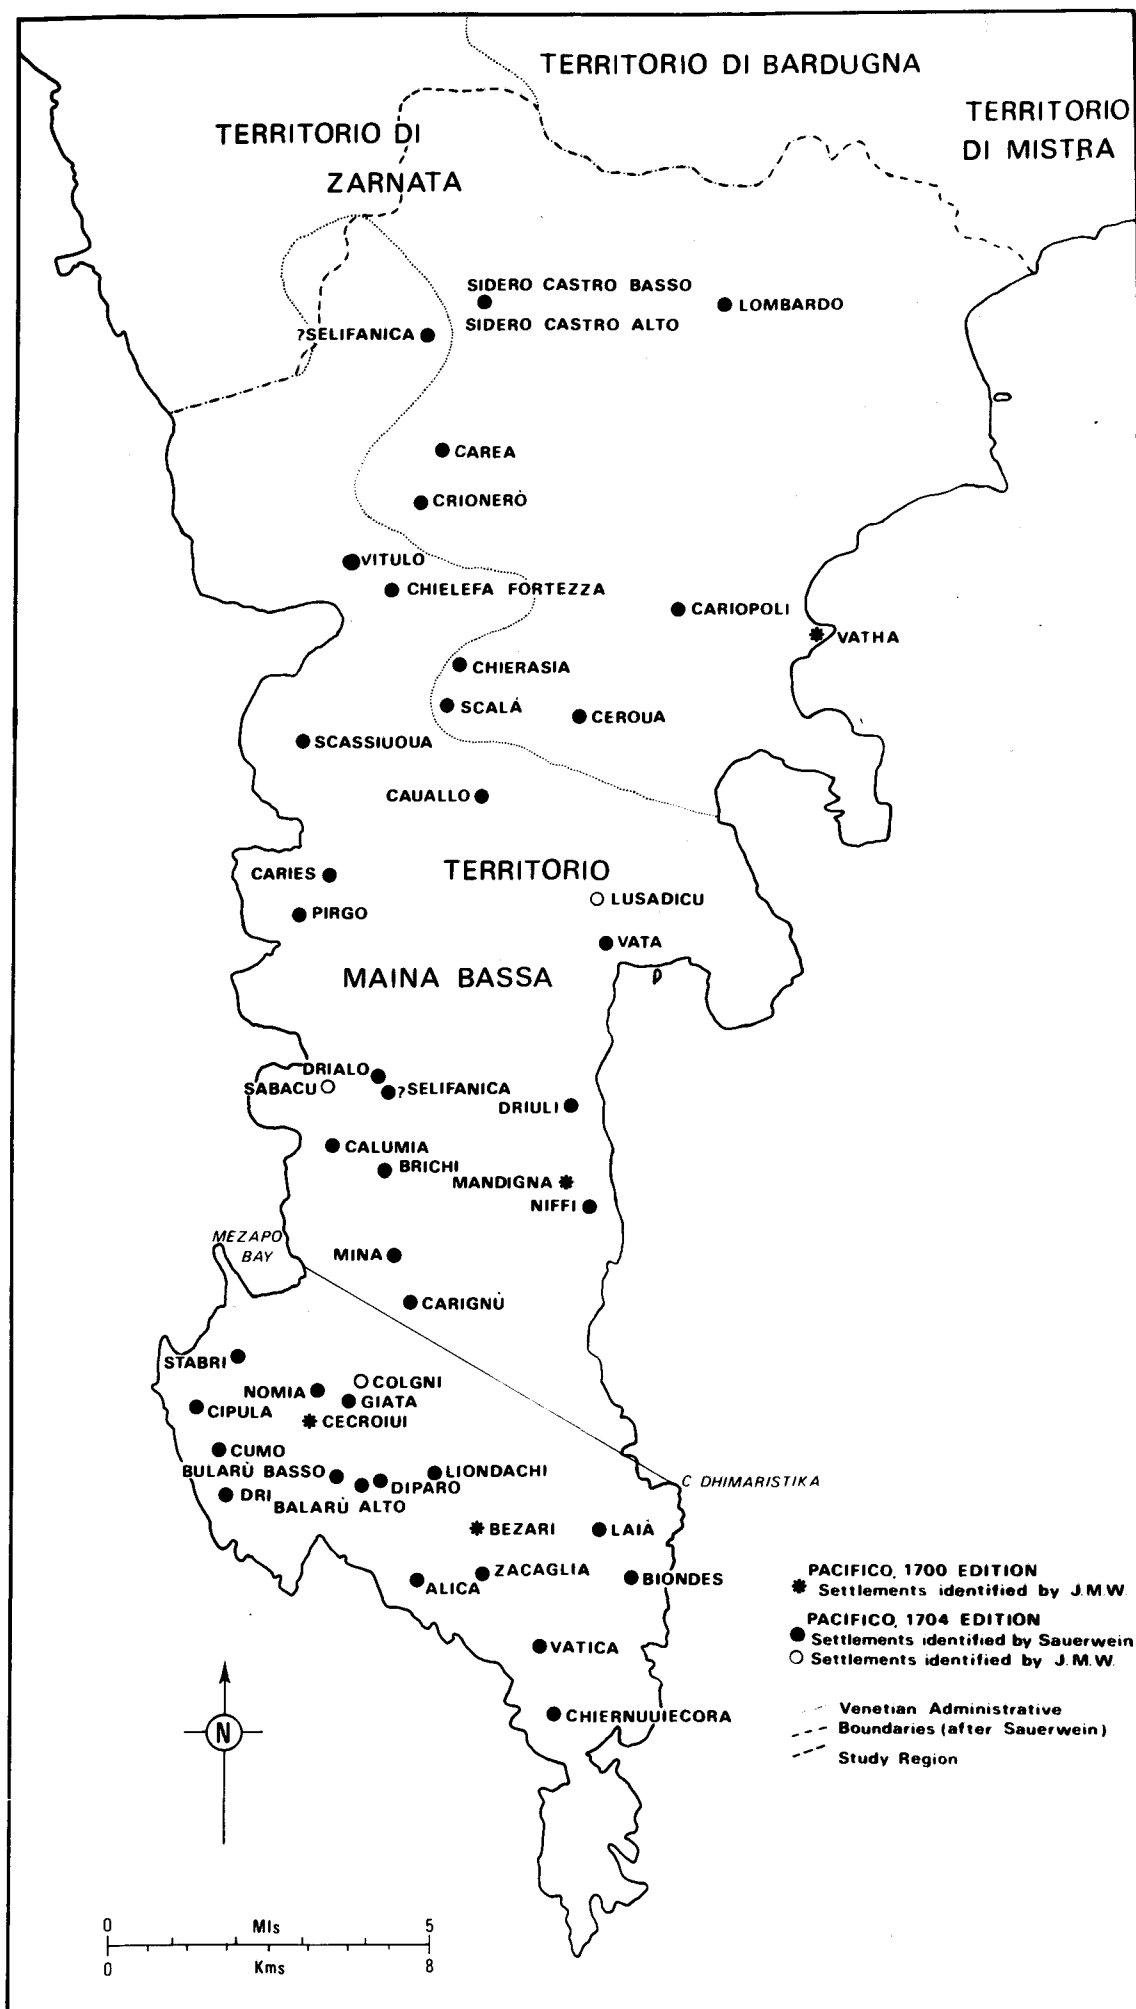 TERRITORIO DI BARDUGNA
TERRITORIO
DI MISTRA
TERRITORIO DI
ZARNATA
SIDERO CASTRO BASSO
SIDERO CASTRO ALTO
LOMBARDO
?SELIFANICA
CAREA
CRIONERÒ
VITULO
CHIELEFA FORTEZZA
CARIOPOLI
VATHA
CHIERASIA
SCALÁ
CEROUA
SCASSIUOUA
CAUALLO
TERRITORIO
CARIES
LUSADICU
PIRGO
VATA
MAINA BASSA
DRIALO
SABACU
?SELIFANICA
DRIULI
CALUMIA
BRICHI
MANDIGNA
NIFFI
MEZAPO
BAY
MINA
CARIGNÙ
STABRI
COLGNI
NOMIA
GIATA
CIPULA
CECROIUI
CUMO
BULARÙ BASSO
LIONDACHI
DIPARO
C DHIMARISTIKA
DRI
BALARÙ ALTO
BEZARI
LAIÀ
ZACAGLIA
ALICA
BIONDES
VATICA
CHIERNUUIECORA
PACIFICO, 1700 EDITION
Settlements identified by J.M.W.
PACIFICO, 1704 EDITION
Settlements identified by Sauerwein
Settlements identified by J.M.W.
Venetian Administrative
Boundaries (after Sauerwein)
Study Region
N
0 Mls 5
0 Kms 8